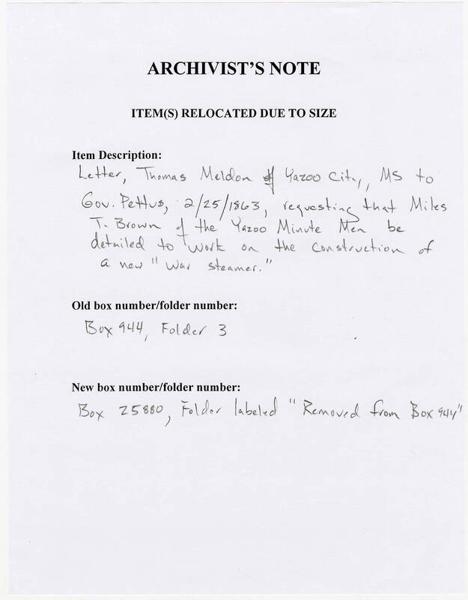 ARCHIVIST'S NOTE
ITEM(S) RELOCATED DUE TO SIZE
Item Description:
Letter, Thomas Meldon of Yazoo City, MS to
Gov. Pettus, 2/25/1863, requesting that Miles
T. Brown of the Yazoo Minute Men be
detailed to work on the construction of
a new "war steamer."
Old box number/folder number:
Box 944, Folder 3
New box number/folder number:
Box 25880, Folder labeled "Removed from Box 944"